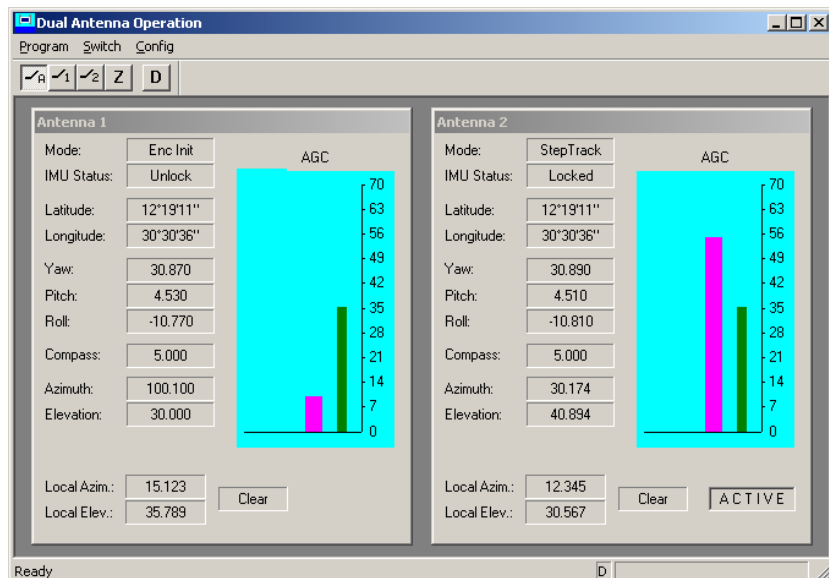 Dual Antenna Operation
Program Switch Config
A 1 2 Z D
Antenna 1
Mode: Enc Init
IMU Status: Unlock
Latitude: 12°19'11"
Longitude: 30°30'36"
Yaw: 30.870
Pitch: 4.530
Roll: -10.770
Compass: 5.000
Azimuth: 100.100
Elevation: 30.000
Local Azim.: 15.123
Local Elev.: 35.789
Clear
AGC
70
63
56
49
42
35
28
21
14
7
0
Antenna 2
Mode: StepTrack
IMU Status: Locked
Latitude: 12°19'11"
Longitude: 30°30'36"
Yaw: 30.890
Pitch: 4.510
Roll: -10.810
Compass: 5.000
Azimuth: 30.174
Elevation: 40.894
Local Azim.: 12.345
Local Elev.: 30.567
Clear
ACTIVE
AGC
70
63
56
49
42
35
28
21
14
7
0
Ready
D